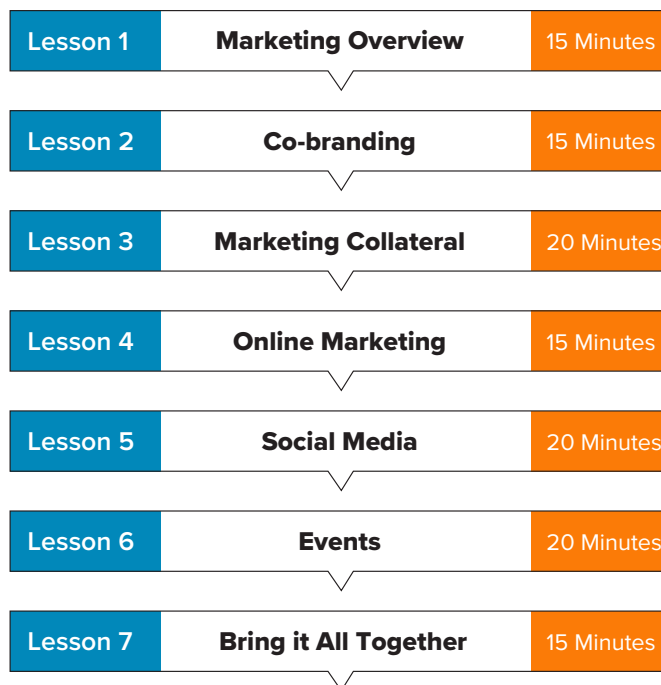 Lesson 1 Marketing Overview 15 Minutes
Lesson 2 Co-branding 15 Minutes
Lesson 3 Marketing Collateral 20 Minutes
Lesson 4 Online Marketing 15 Minutes
Lesson 5 Social Media 20 Minutes
Lesson 6 Events 20 Minutes
Lesson 7 Bring it All Together 15 Minutes